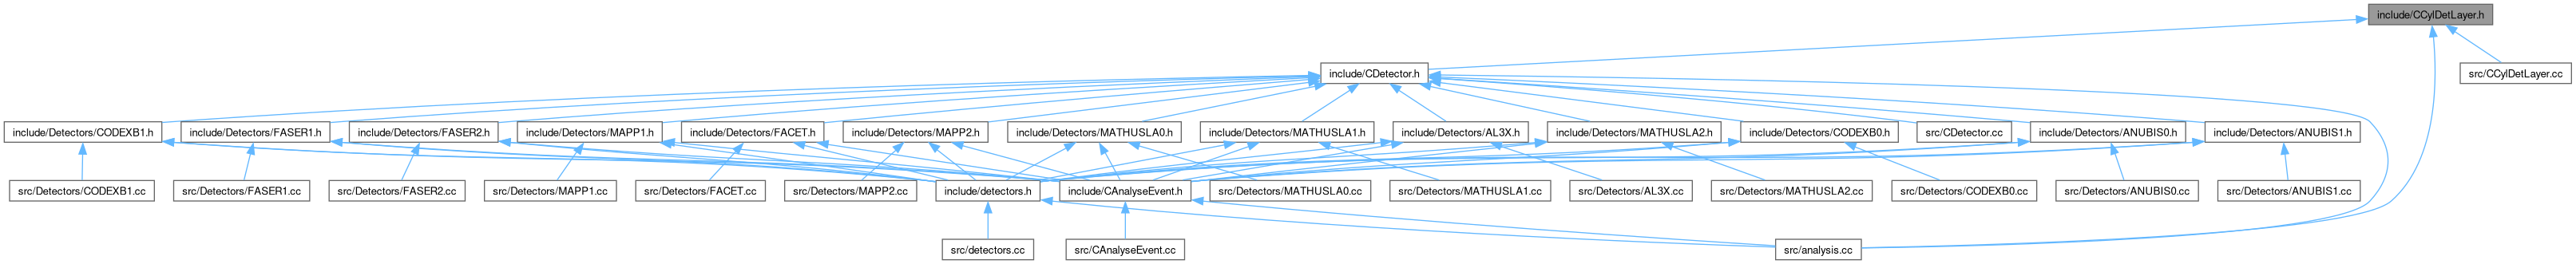 include/CCylDetLayer.h
include/CDetector.h
src/CCylDetLayer.cc
include/Detectors/CODEXB1.h
include/Detectors/FASER1.h
include/Detectors/FASER2.h
include/Detectors/MAPP1.h
include/Detectors/FACET.h
include/Detectors/MAPP2.h
include/Detectors/MATHUSLA0.h
include/Detectors/MATHUSLA1.h
include/Detectors/AL3X.h
include/Detectors/MATHUSLA2.h
include/Detectors/CODEXB0.h
src/CDetector.cc
include/Detectors/ANUBIS0.h
include/Detectors/ANUBIS1.h
src/Detectors/CODEXB1.cc
src/Detectors/FASER1.cc
src/Detectors/FASER2.cc
src/Detectors/MAPP1.cc
src/Detectors/FACET.cc
src/Detectors/MAPP2.cc
include/detectors.h
include/CAnalyseEvent.h
src/Detectors/MATHUSLA0.cc
src/Detectors/MATHUSLA1.cc
src/Detectors/AL3X.cc
src/Detectors/MATHUSLA2.cc
src/Detectors/CODEXB0.cc
src/Detectors/ANUBIS0.cc
src/Detectors/ANUBIS1.cc
src/detectors.cc
src/CAnalyseEvent.cc
src/analysis.cc